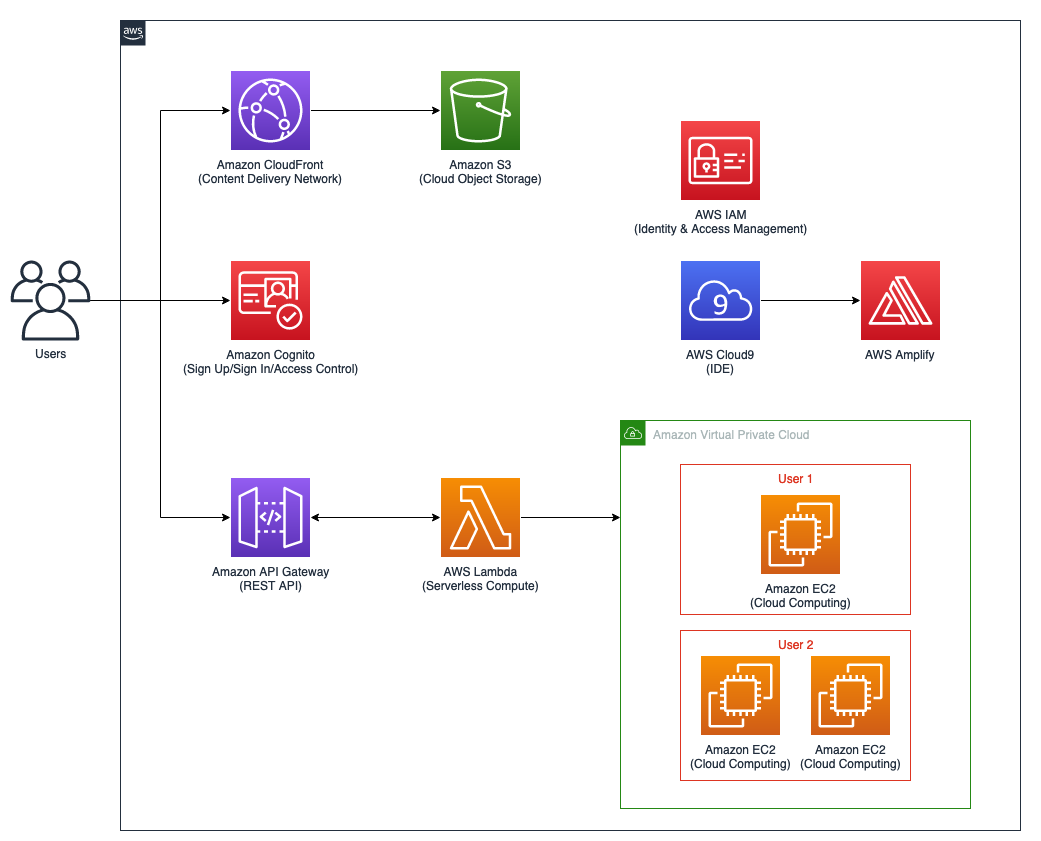 aws
Amazon CloudFront
(Content Delivery Network)
Amazon S3
(Cloud Object Storage)
AWS IAM
(Identity & Access Management)
Users
Amazon Cognito
(Sign Up/Sign In/Access Control)
9
AWS Cloud9
(IDE)
AWS Amplify
</>
Amazon API Gateway
(REST API)
AWS Lambda
(Serverless Compute)
Amazon Virtual Private Cloud
User 1
Amazon EC2
(Cloud Computing)
User 2
Amazon EC2
(Cloud Computing)
Amazon EC2
(Cloud Computing)